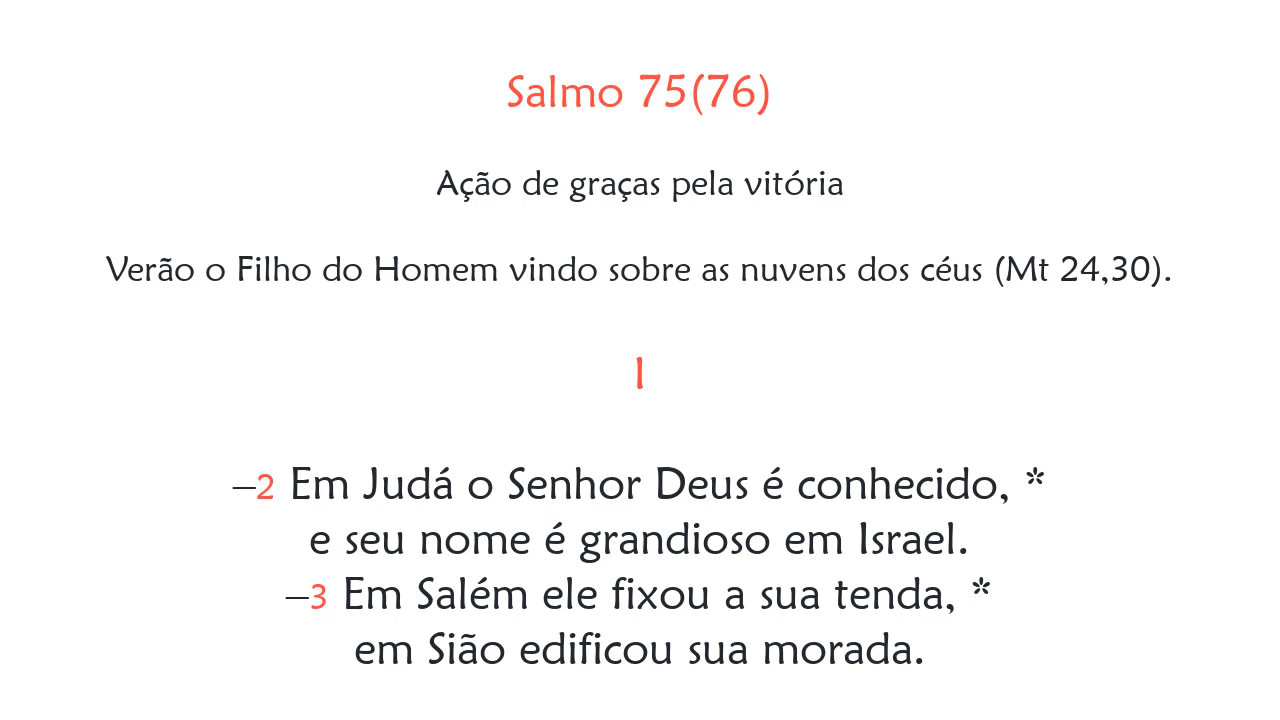 Salmo 75(76)
Ação de graças pela vitória
Verão o Filho do Homem vindo sobre as nuvens dos céus (Mt 24,30).
I
–2 Em Judá o Senhor Deus é conhecido, *
e seu nome é grandioso em Israel.
–3 Em Salém ele fixou a sua tenda, *
em Sião edificou sua morada.